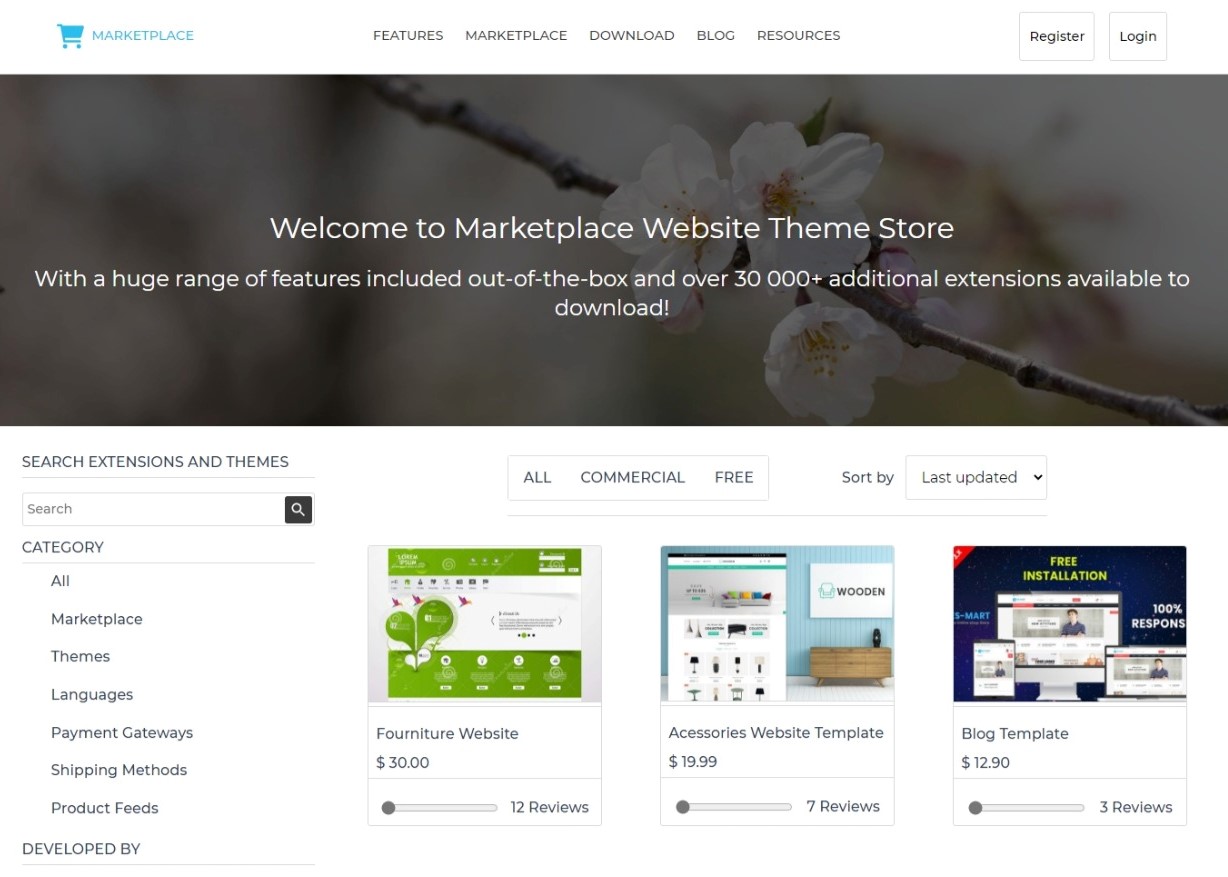 MARKETPLACE
FEATURES
MARKETPLACE
DOWNLOAD
BLOG
RESOURCES
Register
Login
Welcome to Marketplace Website Theme Store
With a huge range of features included out-of-the-box and over 30 000+ additional extensions available to
download!
SEARCH EXTENSIONS AND THEMES
Search
CATEGORY
All
Marketplace
Themes
Languages
Payment Gateways
Shipping Methods
Product Feeds
DEVELOPED BY
ALL
COMMERCIAL
FREE
Sort by
Last updated
LOREM
IPSUM
Fourniture Website
$ 30.00
12 Reviews
WOODEN
Acessories Website Template
$ 19.99
7 Reviews
FREE
INSTALLATION
S-MART
100%
RESPONS
Blog Template
$ 12.90
3 Reviews